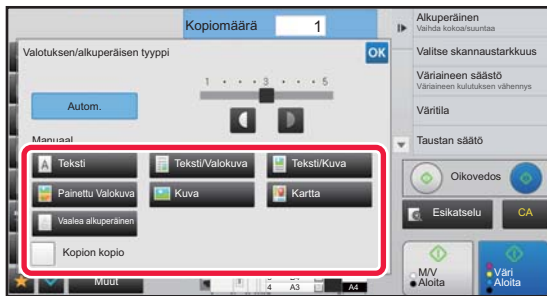 Kopiomäärä 1
Valotuksen/alkuperäisen tyyppi
OK
1 3 5
Autom.
Manuaal
Teksti
Teksti/Valokuva
Teksti/Kuva
Painettu Valokuva
Kuva
Kartta
Vaalea alkuperäinen
Kopion kopio
Muut
4 A3
A4
Alkuperäinen
Vaihda kokoa/suuntaa
Valitse skannaustarkkuus
Väriaineen säästö
Väriaineen kulutuksen vähennys
Väritila
Taustan säätö
Oikovedos
Esikatselu
CA
M/V
Aloita
Väri
Aloita